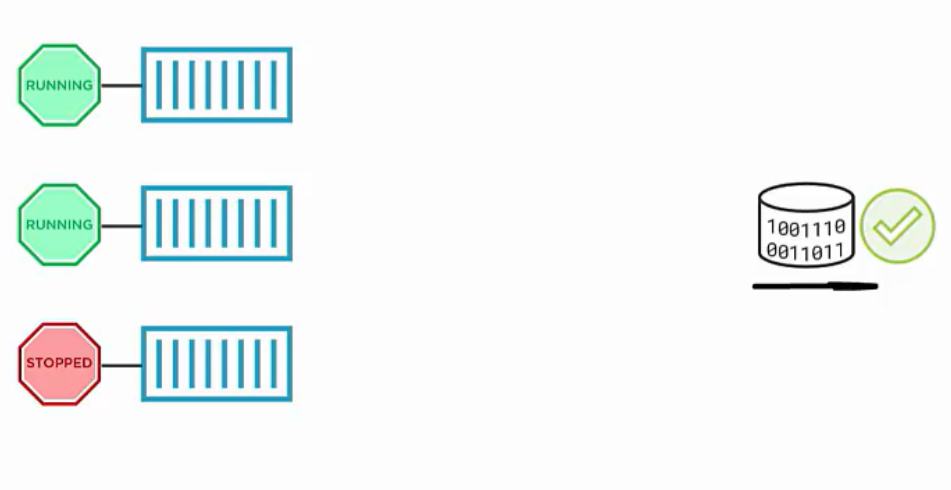 RUNNING
RUNNING
1001110
0011011
STOPPED